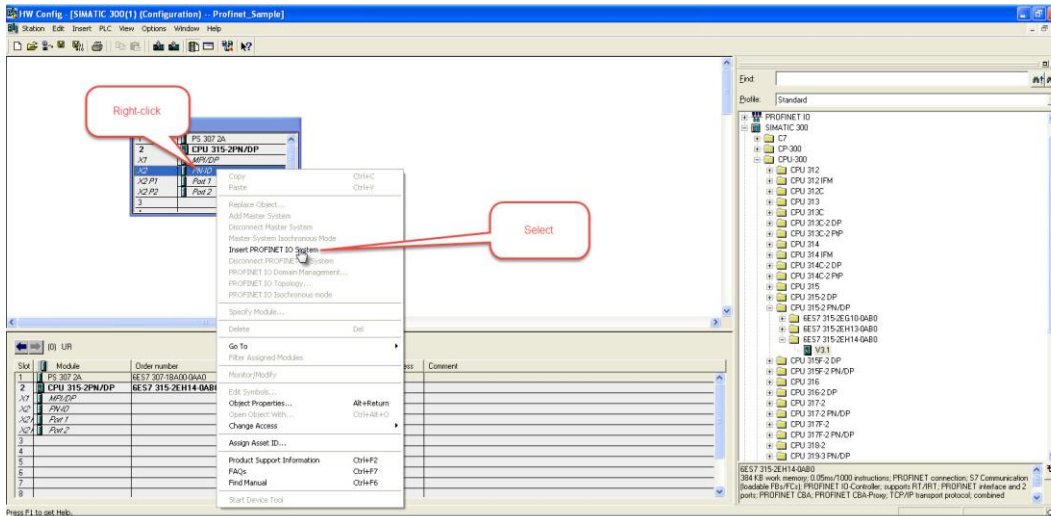 HW Config - [SIMATIC 300(1) (Configuration) -- Profinet_Sample]
Station Edit Insert PLC View Options Window Help
Right-click
1 PS 307 2A
2 CPU 315-2PN/DP
X1 MPI/DP
X2 PN-IO
X2 P1 Port 1
X2 P2 Port 2
3
Copy Ctrl+C
Paste Ctrl+V
Replace Object...
Add Master System
Disconnect Master System
Master System Isochronous Mode
Insert PROFINET IO System
Disconnect PROFINET IO System
PROFINET IO Domain Management...
PROFINET IO Topology...
PROFINET IO Isochronous mode
Specify Module...
Delete Del
Go To
Filter Assigned Modules
Monitor/Modify
Edit Symbols...
Object Properties... Alt+Return
Open Object With... Ctrl+Alt+O
Change Access
Assign Asset ID...
Product Support Information Ctrl+F2
FAQs Ctrl+F7
Find Manual Ctrl+F6
Start Device Tool
Select
(0) UR
Slot Module Order number Comment
1 PS 307 2A 6ES7 307-1BA00-0AA0
2 CPU 315-2PN/DP 6ES7 315-2EH14-0AB0
X1 MPI/DP
X2 PN-IO
X2 Port 1
X2 Port 2
3
4
5
6
7
8
Press F1 to get Help.
Find:
Profile: Standard
PROFINET IO
SIMATIC 300
C7
CP-300
CPU-300
CPU 312
CPU 312 IFM
CPU 312C
CPU 313
CPU 313C
CPU 313C-2 DP
CPU 313C-2 PtP
CPU 314
CPU 314 IFM
CPU 314C-2 DP
CPU 314C-2 PtP
CPU 315
CPU 315-2 DP
CPU 315-2 PN/DP
6ES7 315-2EG10-0AB0
6ES7 315-2EH13-0AB0
6ES7 315-2EH14-0AB0
V3.1
CPU 315F-2 DP
CPU 315F-2 PN/DP
CPU 316
CPU 316-2 DP
CPU 317-2
CPU 317-2 PN/DP
CPU 317F-2
CPU 317F-2 PN/DP
CPU 318-2
CPU 319-3 PN/DP
6ES7 315-2EH14-0AB0
384 KB work memory; 0.05ms/1000 instructions; PROFINET connection; S7 Communication
(loadable FBs/FCs); PROFINET IO-Controller; supports RT/IRT; PROFINET interface and 2
ports; PROFINET CBA; PROFINET CBA-Proxy; TCP/IP transport protocol; combined